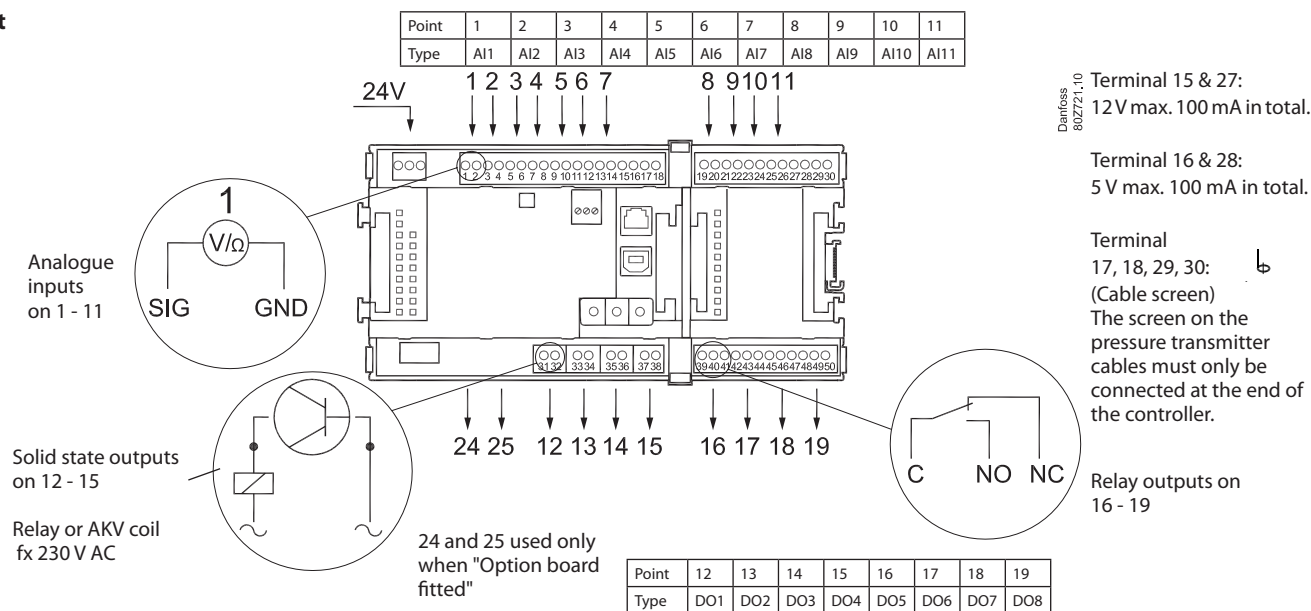 t
Point 1 2 3 4 5 6 7 8 9 10 11
Type AI1 AI2 AI3 AI4 AI5 AI6 AI7 AI8 AI9 AI10 AI11
24V
1 2 3 4 5 6 7 8 9 10 11
Danfoss
80Z721.10
Terminal 15 & 27:
12 V max. 100 mA in total.
Terminal 16 & 28:
5 V max. 100 mA in total.
Terminal
17, 18, 29, 30:
(Cable screen)
The screen on the
pressure transmitter
cables must only be
connected at the end of
the controller.
1 2 3 4 5 6 7 8 9 10 11 12 13 14 15 16 17 18
19 20 21 22 23 24 25 26 27 28 29 30
1
V/Ω
SIG GND
Analogue
inputs
on 1 - 11
31 32 33 34 35 36 37 38
39 40 41 42 43 44 45 46 47 48 49 50
24 25 12 13 14 15 16 17 18 19
Solid state outputs
on 12 - 15
Relay or AKV coil
fx 230 V AC
24 and 25 used only
when "Option board
fitted"
C NO NC
Relay outputs on
16 - 19
Point 12 13 14 15 16 17 18 19
Type DO1 DO2 DO3 DO4 DO5 DO6 DO7 DO8